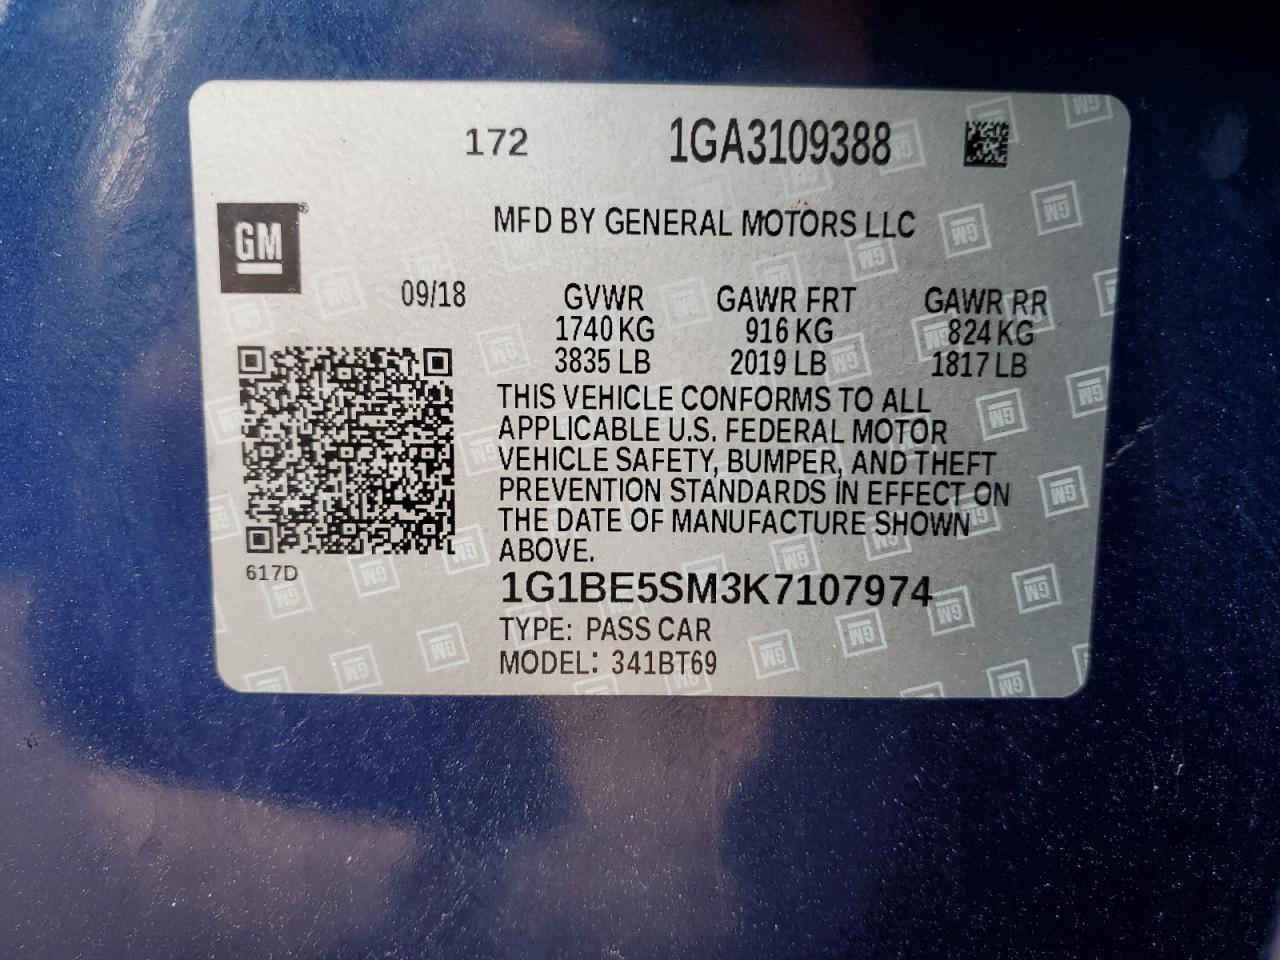 172 1GA3109388
GM®
MFD BY GENERAL MOTORS LLC
09/18 GVWR GAWR FRT GAWR RR
1740 KG 916 KG 824 KG
3835 LB 2019 LB 1817 LB
THIS VEHICLE CONFORMS TO ALL
APPLICABLE U.S. FEDERAL MOTOR
VEHICLE SAFETY, BUMPER, AND THEFT
PREVENTION STANDARDS IN EFFECT ON
THE DATE OF MANUFACTURE SHOWN
ABOVE.
617D
1G1BE5SM3K7107974
TYPE: PASS CAR
MODEL: 341BT69